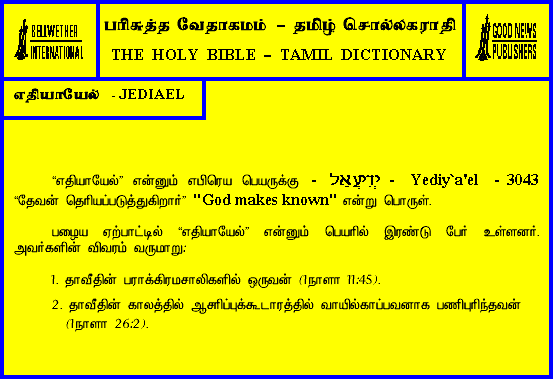 BELLWETHER
INTERNATIONAL
பரிசுத்த வேதாகமம் – தமிழ் சொல்லகராதி
THE HOLY BIBLE – TAMIL DICTIONARY
GOOD NEWS
PUBLISHERS
எதியாயேல் - JEDIAEL
“எதியாயேல்” என்னும் எபிரெய பெயருக்கு - יְדִיעֲאֵל - Yediy`a'el - 3043
“தேவன் தெரியப்படுத்துகிறார்” "God makes known" என்று பொருள்.
பழைய ஏற்பாட்டில் “எதியாயேல்” என்னும் பெயரில் இரண்டு பேர் உள்ளனர்.
அவர்களின் விவரம் வருமாறு:
1. தாவீதின் பராக்கிரமசாலிகளில் ஒருவன் (1நாளா 11:45).
2. தாவீதின் காலத்தில் ஆசரிப்புக்கூடாரத்தில் வாயில்காப்பவனாக பணிபுரிந்தவன்
(1நாளா 26:2).